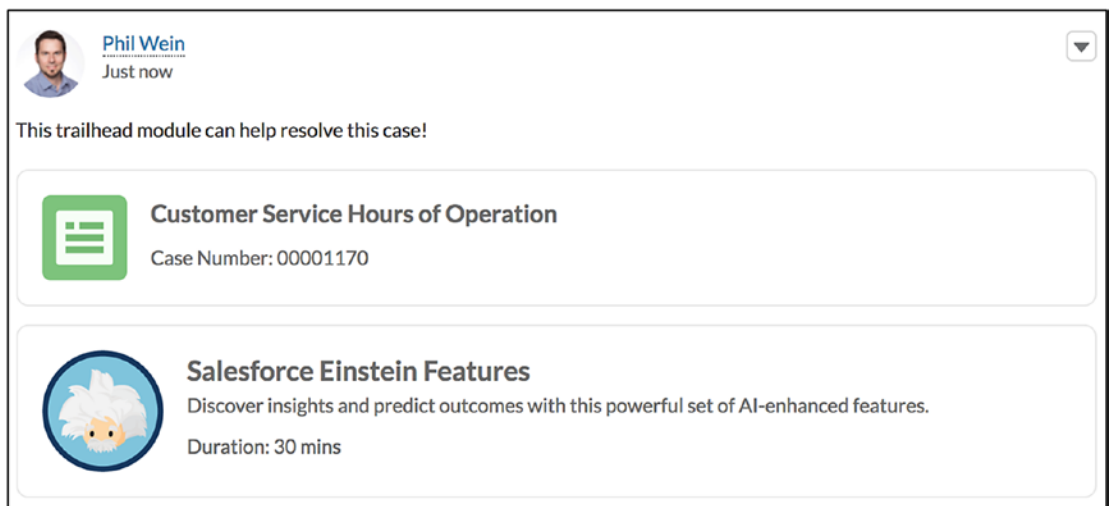 Phil Wein
Just now
This trailhead module can help resolve this case!
Customer Service Hours of Operation
Case Number: 00001170
Salesforce Einstein Features
Discover insights and predict outcomes with this powerful set of AI-enhanced features.
Duration: 30 mins